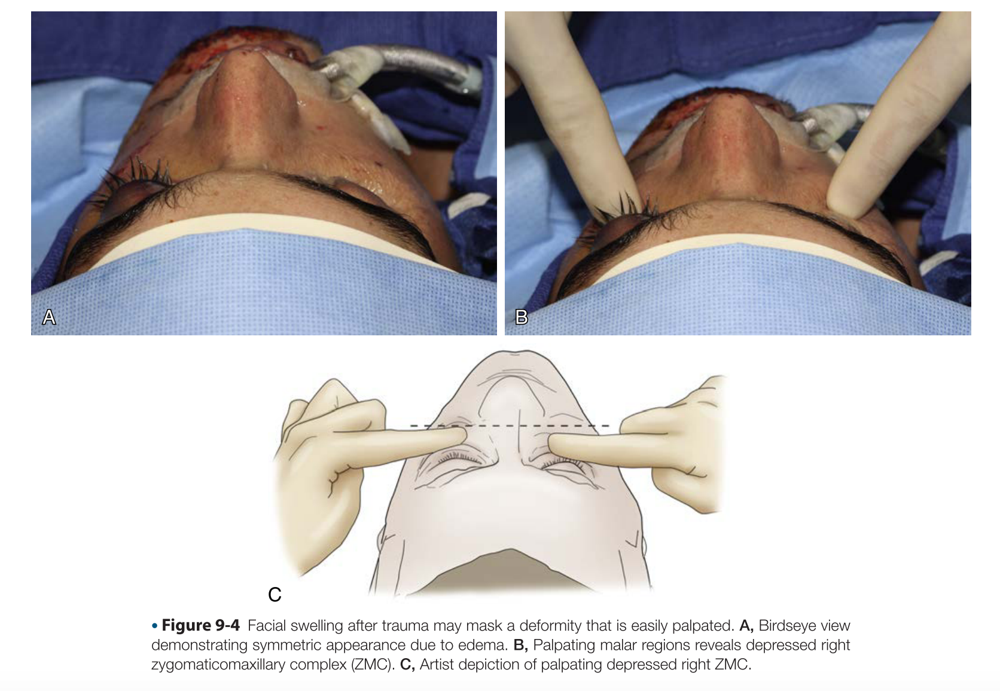 A
B
C
• Figure 9-4 Facial swelling after trauma may mask a deformity that is easily palpated. A, Birdseye view
demonstrating symmetric appearance due to edema. B, Palpating malar regions reveals depressed right
zygomaticomaxillary complex (ZMC). C, Artist depiction of palpating depressed right ZMC.